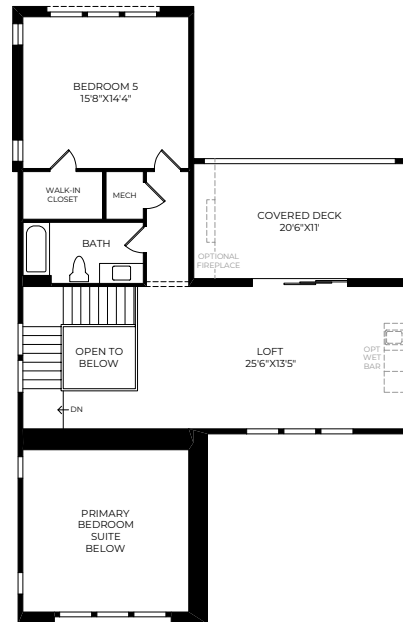 BEDROOM 5
15'8"X14'4"
WALK-IN
CLOSET
MECH
COVERED DECK
20'6"X11'
BATH
OPTIONAL
FIREPLACE
OPEN TO
BELOW
LOFT
25'6"X13'5"
OPT
WET
BAR
DN
PRIMARY
BEDROOM
SUITE
BELOW